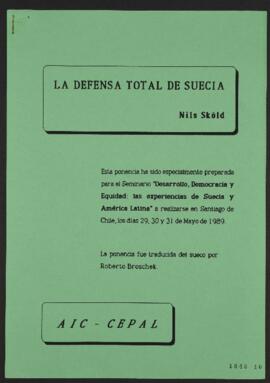 LA DEFENSA TOTAL DE SUECIA
Nils Sköld
Esta ponencia ha sido especialmente preparada
para el Seminario "Desarrollo, Democracia y
Equidad: las experiencias de Suecia y
América Latina" a realizarse en Santiago de
Chile, los días 29, 30 y 31 de Mayo de 1989.
La ponencia fue traducida del sueco por
Roberto Broschek.
AIC - CEPAL